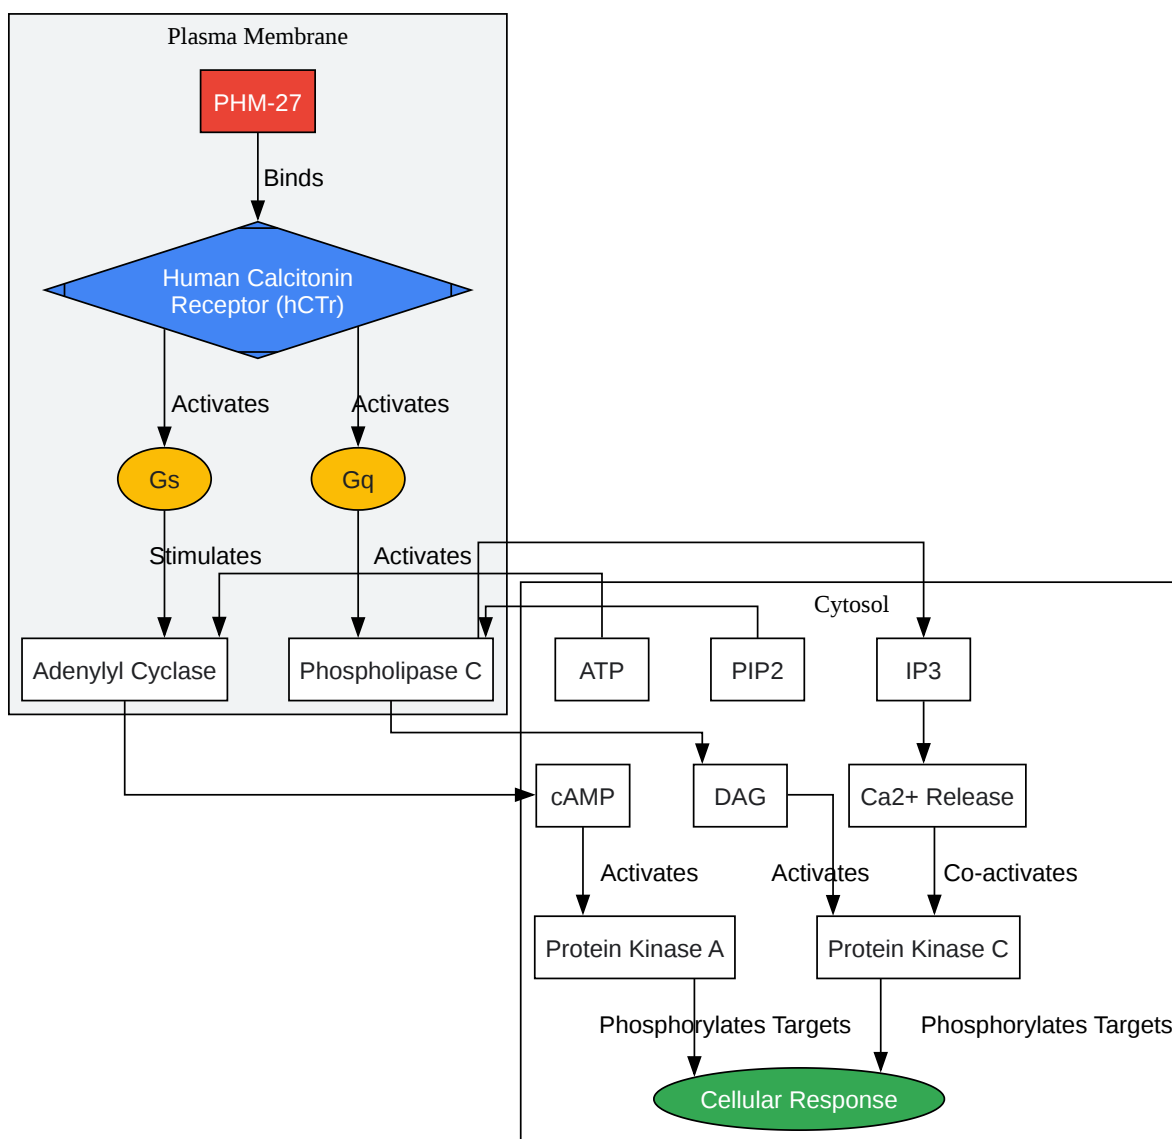 Plasma Membrane
PHM-27
Binds
Human Calcitonin
Receptor (hCTr)
Activates
Activates
Gs
Gq
Stimulates
Activates
Cytosol
Adenylyl Cyclase
Phospholipase C
ATP
PIP2
IP3
cAMP
DAG
Ca2+ Release
Activates
Activates
Co-activates
Protein Kinase A
Protein Kinase C
Phosphorylates Targets
Phosphorylates Targets
Cellular Response